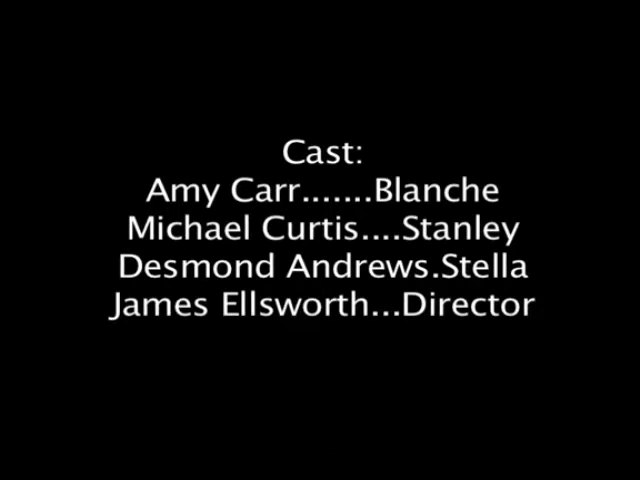 Cast:
Amy Carr.......Blanche
Michael Curtis....Stanley
Desmond Andrews.Stella
James Ellsworth...Director